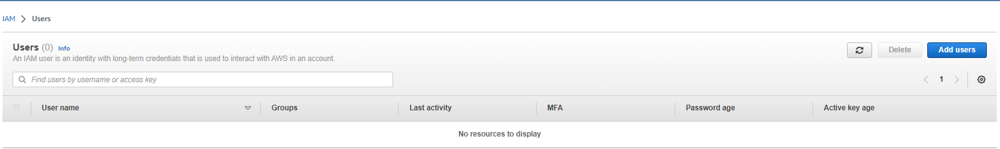 IAM > Users
Users (0) Info
An IAM user is an identity with long-term credentials that is used to interact with AWS in an account.
Delete
Add users
Find users by username or access key
1
User name Groups Last activity MFA Password age Active key age
No resources to display